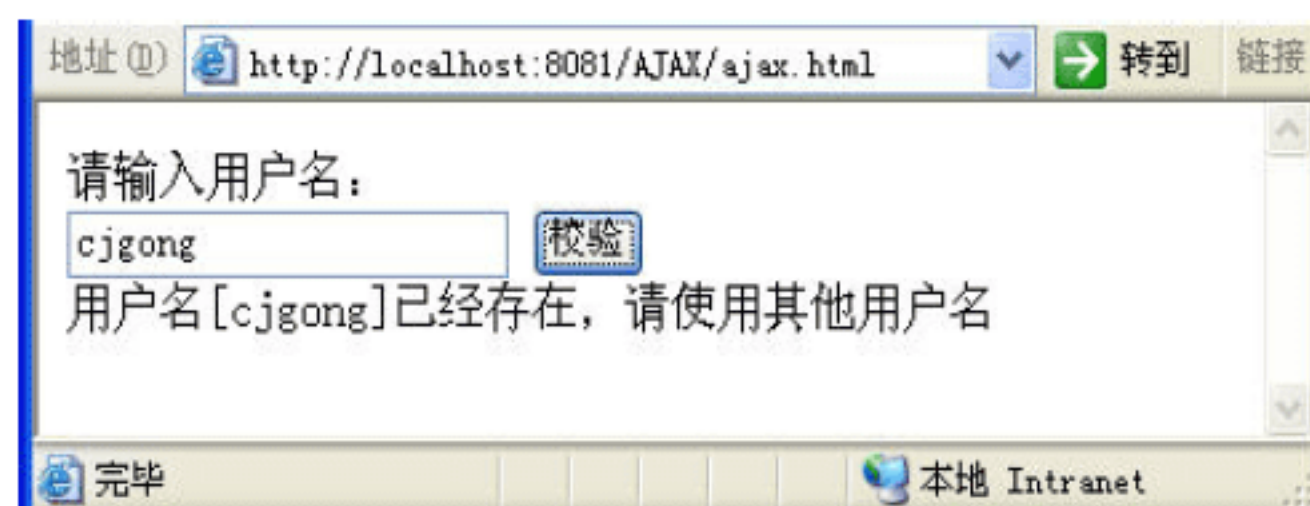 地址(D) http://localhost:8081/AJAX/ajax.html 转到 链接
请输入用户名：
cjgong 校验
用户名[cjgong]已经存在，请使用其他用户名
完毕 本地 Intranet